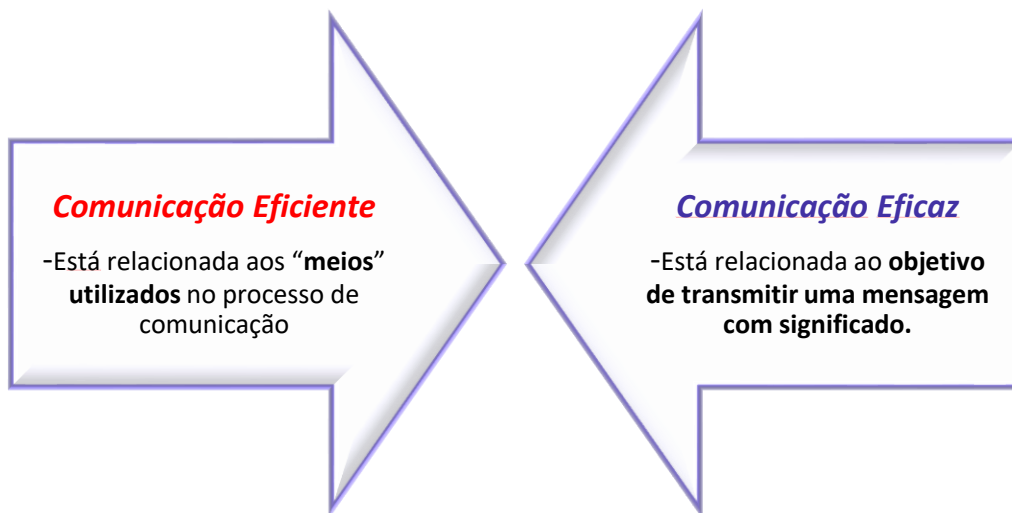 Comunicação Eficiente
-Está relacionada aos “meios”
utilizados no processo de
comunicação
Comunicação Eficaz
-Está relacionada ao objetivo
de transmitir uma mensagem
com significado.